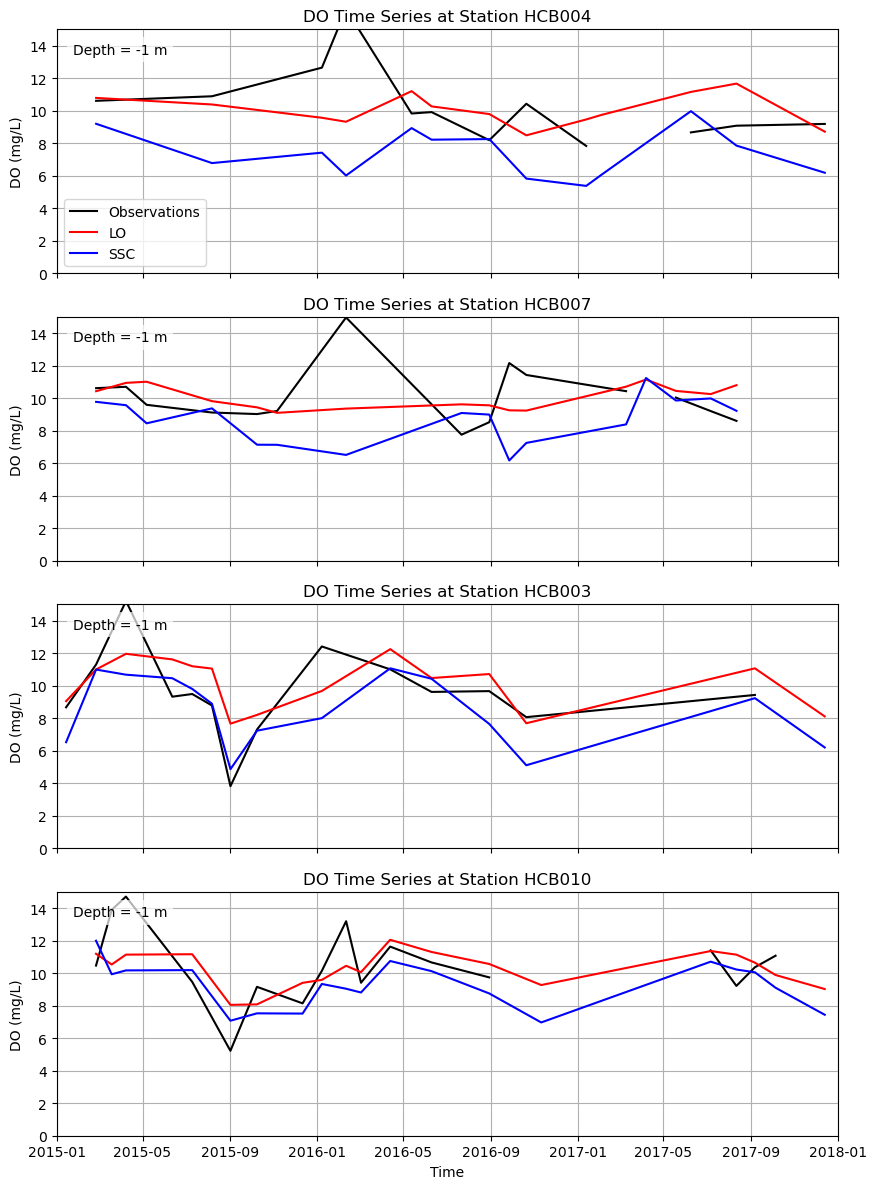 DO Time Series at Station HCB004
Depth = -1 m
14
12
10
8
6
4
2
0
DO (mg/L)
Observations
LO
SSC
DO Time Series at Station HCB007
Depth = -1 m
14
12
10
8
6
4
2
0
DO (mg/L)
DO Time Series at Station HCB003
Depth = -1 m
14
12
10
8
6
4
2
0
DO (mg/L)
DO Time Series at Station HCB010
Depth = -1 m
14
12
10
8
6
4
2
0
DO (mg/L)
2015-01 2015-05 2015-09 2016-01 2016-05 2016-09 2017-01 2017-05 2017-09 2018-01
Time